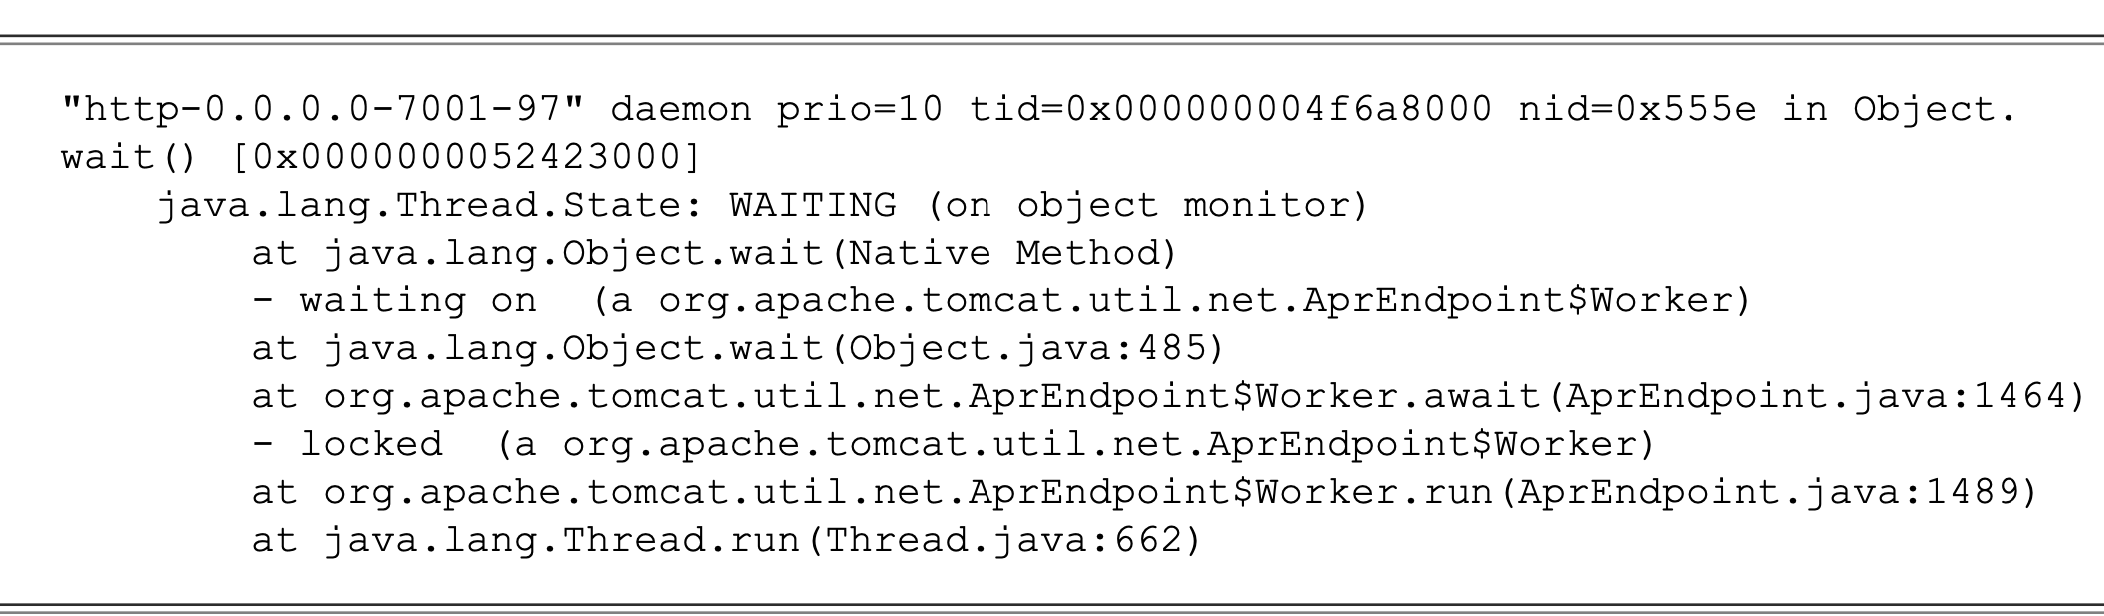 "http-0.0.0.0-7001-97" daemon prio=10 tid=0x000000004f6a8000 nid=0x555e in Object.
wait() [0x0000000052423000]
java.lang.Thread.State: WAITING (on object monitor)
at java.lang.Object.wait(Native Method)
- waiting on  (a org.apache.tomcat.util.net.AprEndpoint$Worker)
at java.lang.Object.wait(Object.java:485)
at org.apache.tomcat.util.net.AprEndpoint$Worker.await(AprEndpoint.java:1464)
- locked  (a org.apache.tomcat.util.net.AprEndpoint$Worker)
at org.apache.tomcat.util.net.AprEndpoint$Worker.run(AprEndpoint.java:1489)
at java.lang.Thread.run(Thread.java:662)